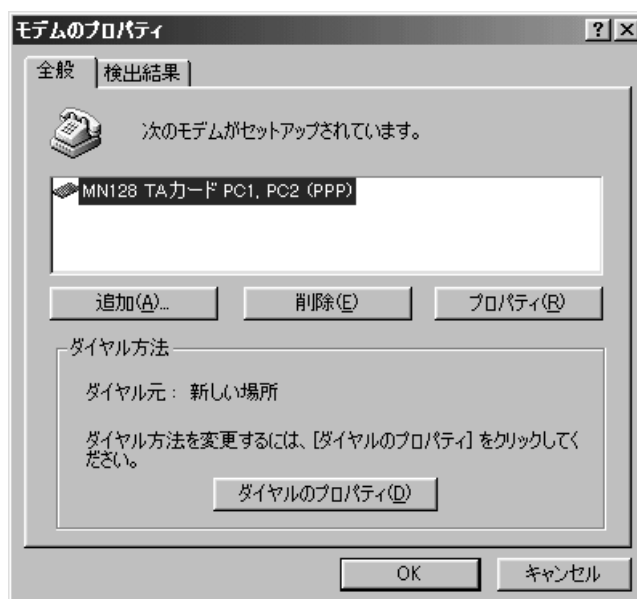 モデムのプロパティ
全般
検出結果
次のモデムがセットアップされています。
MN128 TAカード PC1, PC2 (PPP)
追加(A)...
削除(E)
プロパティ(R)
ダイヤル方法
ダイヤル元： 新しい場所
ダイヤル方法を変更するには、[ダイヤルのプロパティ] をクリックしてく
ださい。
ダイヤルのプロパティ(D)
OK
キャンセル